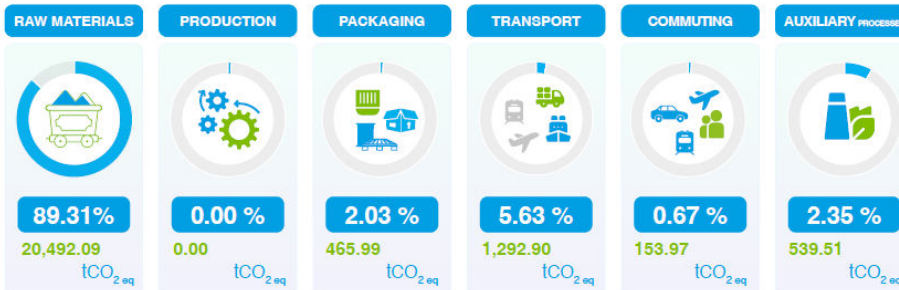 RAW MATERIALS
89.31%
20,492.09
tCO2 eq
PRODUCTION
0.00 %
0.00
tCO2 eq
PACKAGING
2.03 %
465.99
tCO2 eq
TRANSPORT
5.63 %
1,292.90
tCO2 eq
COMMUTING
0.67 %
153.97
tCO2 eq
AUXILIARY PROCESSE
2.35 %
539.51
tCO2 eq